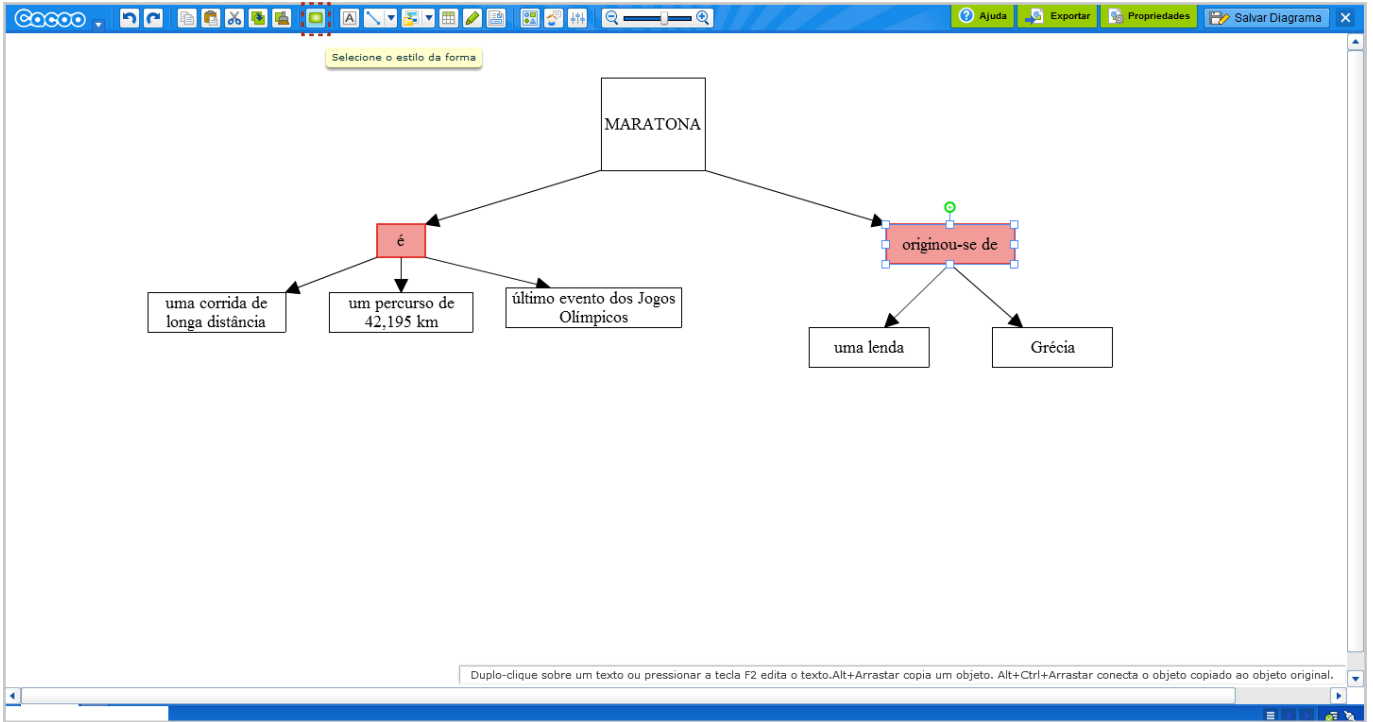 Cacoo
A
Ajuda
Exportar
Propriedades
Salvar Diagrama
Selecione o estilo da forma
MARATONA
é
originou-se de
uma corrida de
longa distância
um percurso de
42,195 km
último evento dos Jogos
Olímpicos
uma lenda
Grécia
Duplo-clique sobre um texto ou pressionar a tecla F2 edita o texto.Alt+Arrastar copia um objeto. Alt+Ctrl+Arrastar conecta o objeto copiado ao objeto original.